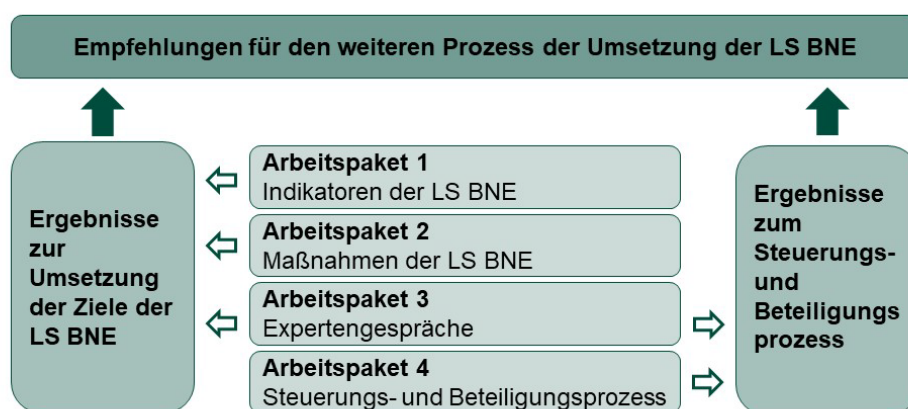 Empfehlungen für den weiteren Prozess der Umsetzung der LS BNE
Ergebnisse
zur
Umsetzung
der Ziele der
LS BNE
Arbeitspaket 1
Indikatoren der LS BNE
Arbeitspaket 2
Maßnahmen der LS BNE
Arbeitspaket 3
Expertengespräche
Arbeitspaket 4
Steuerungs- und Beteiligungsprozess
Ergebnisse
zum
Steuerungs-
und
Beteiligungs
prozess